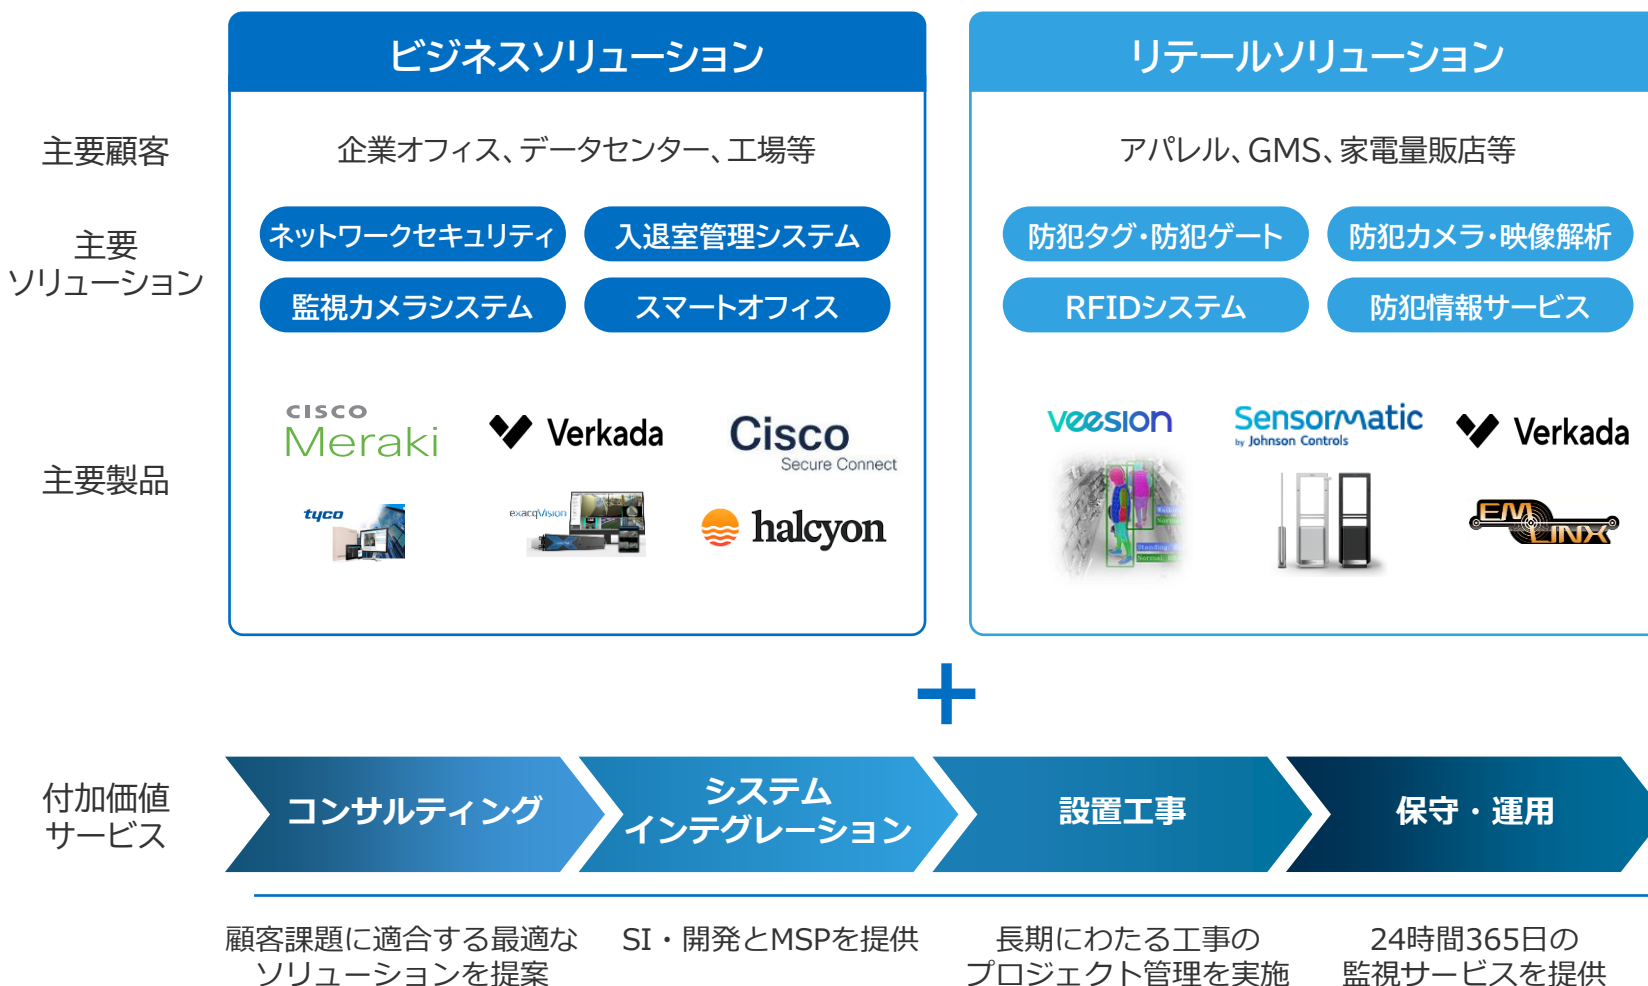 ビジネスソリューション
リテールソリューション
主要顧客
企業オフィス、データセンター、工場等
アパレル、GMS、家電量販店等
主要
ソリューション
ネットワークセキュリティ
入退室管理システム
監視カメラシステム
スマートオフィス
防犯タグ・防犯ゲート
防犯カメラ・映像解析
RFIDシステム
防犯情報サービス
主要製品
CISCO
Meraki
Verkada
Cisco
Secure Connect
tyco
exacqVision
halcyon
veesion
Sensormatic
by Johnson Controls
Verkada
EM
LINX
付加価値
サービス
コンサルティング
システム
インテグレーション
設置工事
保守・運用
顧客課題に適合する最適な
ソリューションを提案
SI・開発とMSPを提供
長期にわたる工事の
プロジェクト管理を実施
24時間365日の
監視サービスを提供